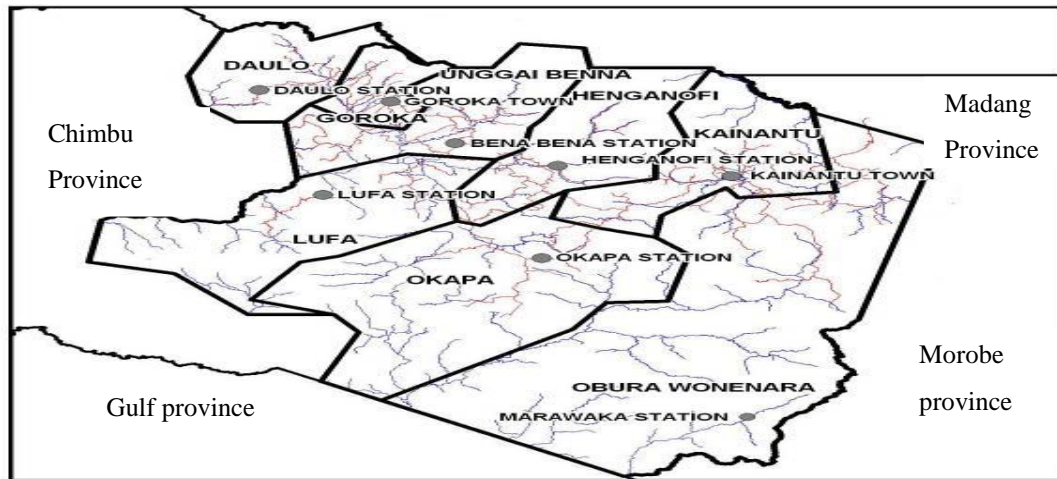 DAULO
UNGGAI BENNA
DAULO STATION
HENGANOFI
GOROKA TOWN
Madang
Province
GOROKA
KAINANTU
Chimbu
Province
BENA-BENA STATION
HENGANOFI STATION
KAINANTU TOWN
LUFA STATION
LUFA
OKAPA STATION
OKAPA
Morobe
province
OBURA WONENARA
Gulf province
MARAWAKA STATION